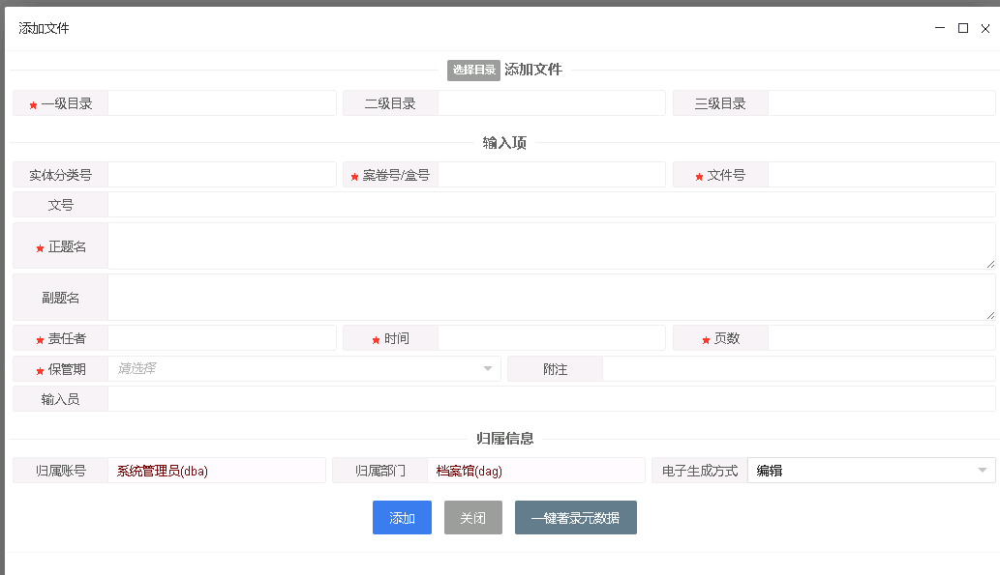 添加文件
选择目录 添加文件
★ 一级目录 二级目录 三级目录
输入项
实体分类号 ★ 案卷号/盒号 ★ 文件号
文号
★ 正题名
副题名
★ 责任者 ★ 时间 ★ 页数
★ 保管期 请选择 附注
输入员
归属信息
归属账号 系统管理员(dba) 归属部门 档案馆(dag) 电子生成方式 编辑
添加 关闭 一键著录元数据